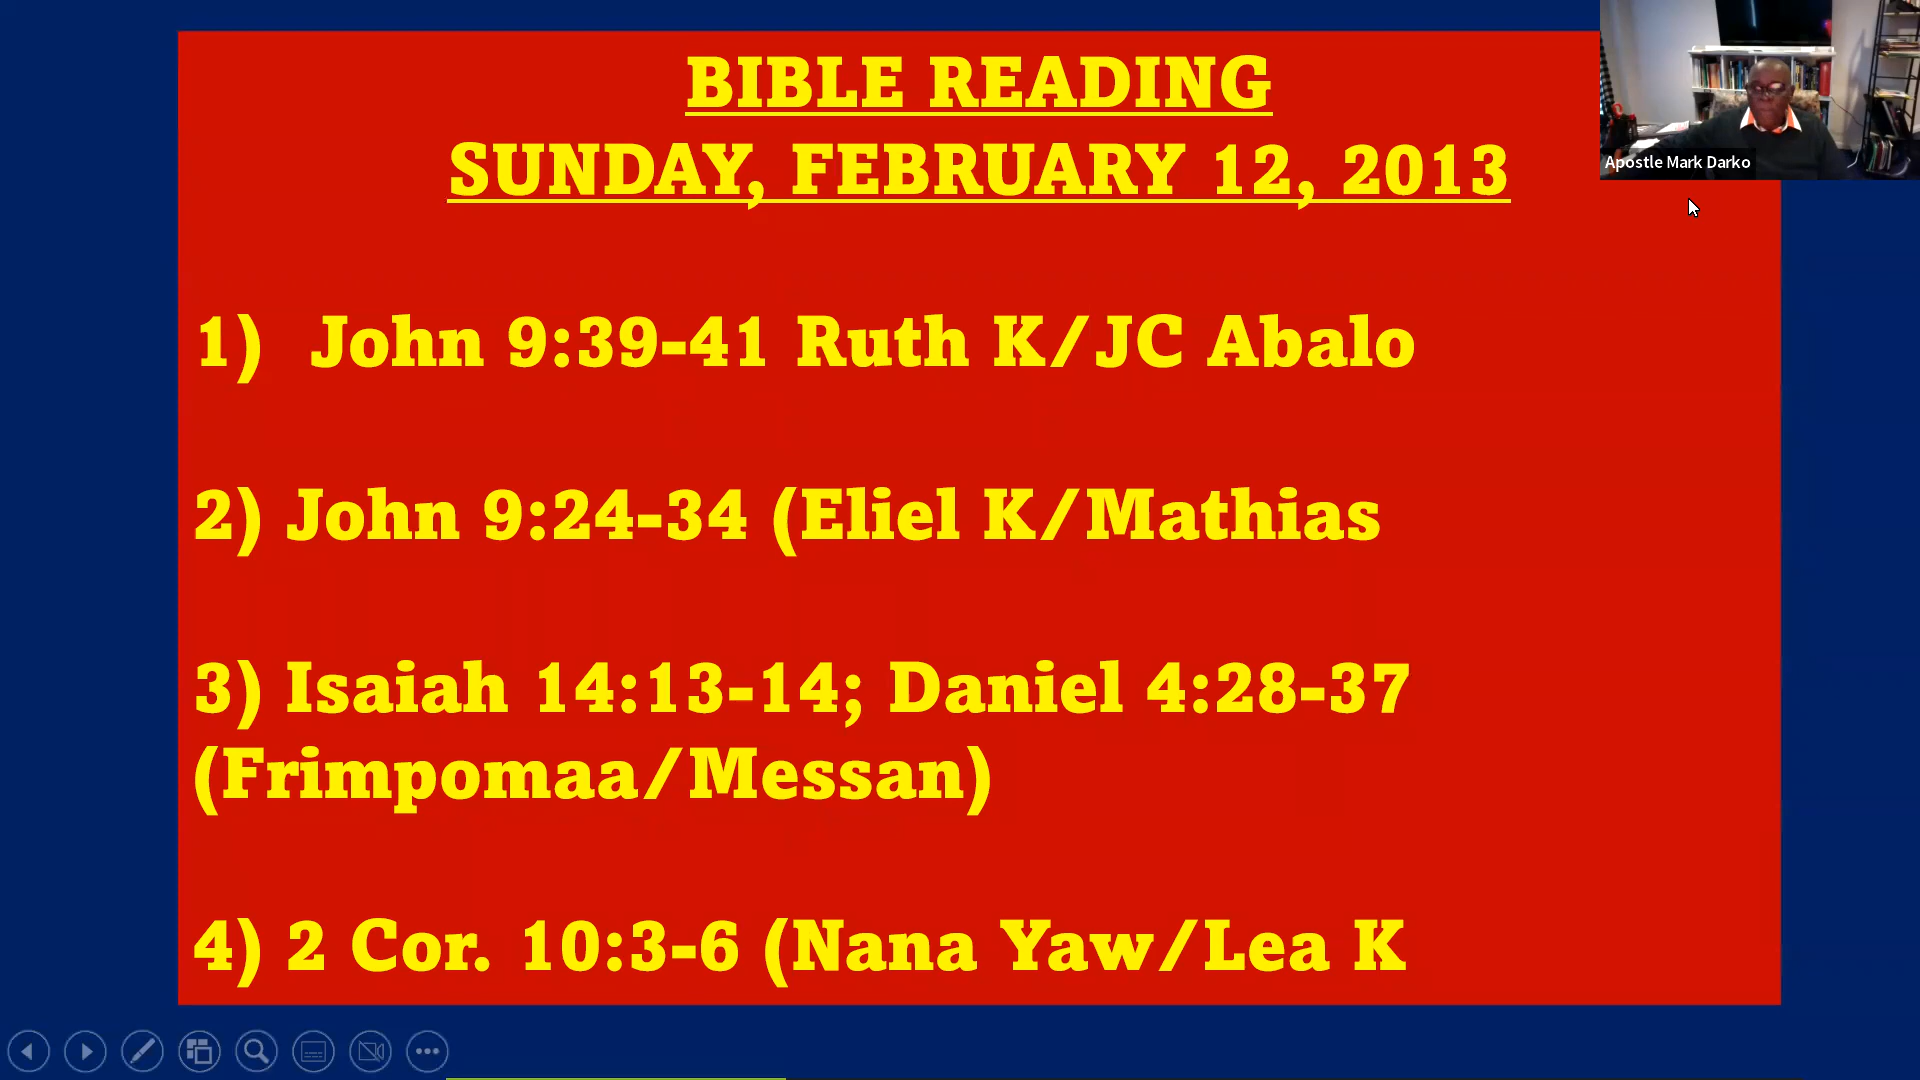 BIBLE READING
SUNDAY, FEBRUARY 12, 2013
1) John 9:39-41 Ruth K/JC Abalo
2) John 9:24-34 (Eliel K/Mathias
3) Isaiah 14:13-14; Daniel 4:28-37
(Frimpomaa/Messan)
4) 2 Cor. 10:3-6 (Nana Yaw/Lea K
Apostle Mark Darko